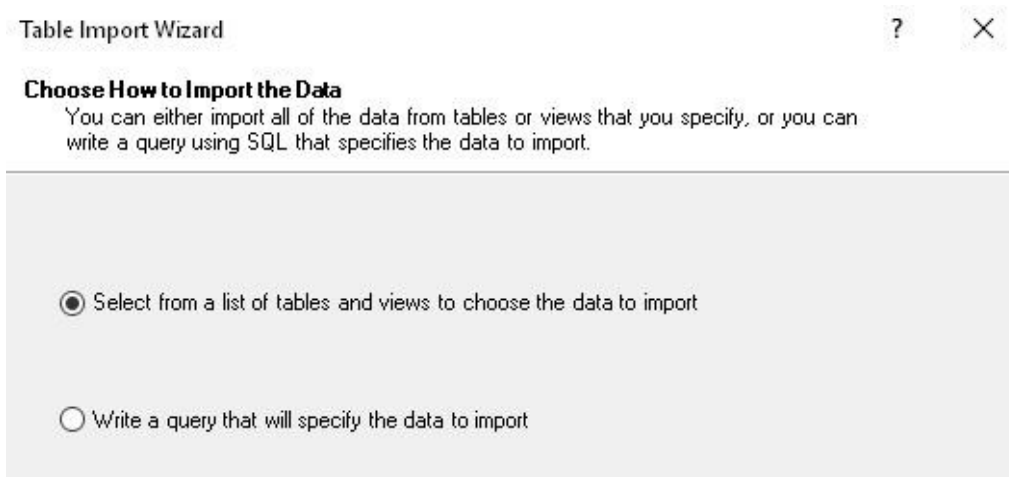 Table Import Wizard ?
Choose How to Import the Data
You can either import all of the data from tables or views that you specify, or you can
write a query using SQL that specifies the data to import.
Select from a list of tables and views to choose the data to import
Write a query that will specify the data to import